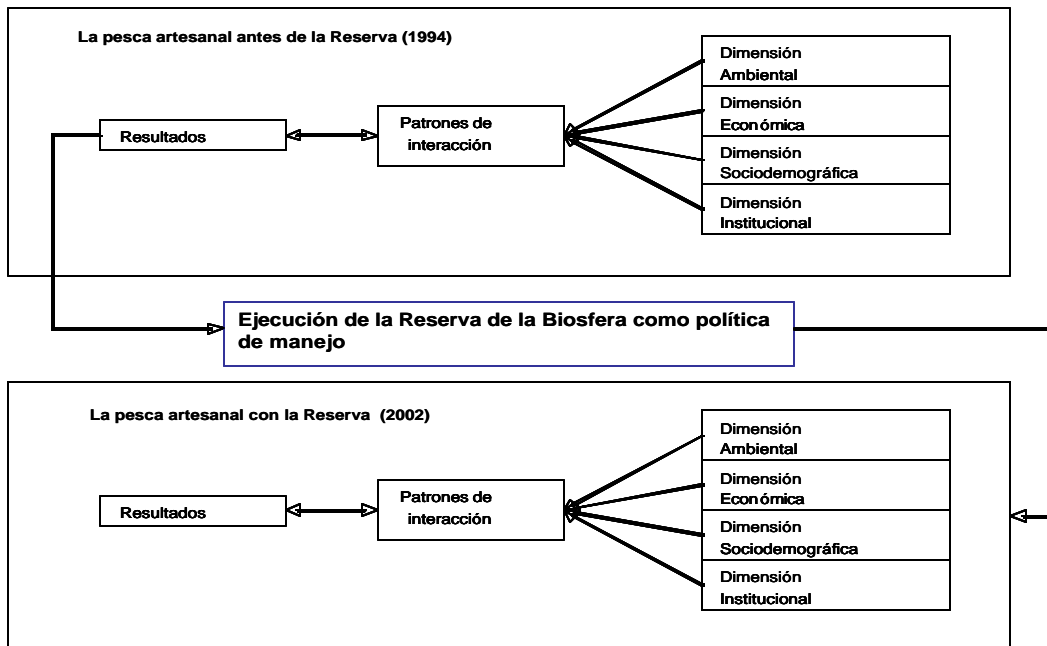 La pesca artesanal antes de la Reserva (1994)
Resultados
Patrones de
interacción
Dimensión
Ambiental
Dimensión
Económica
Dimensión
Sociodemográfica
Dimensión
Institucional
Ejecución de la Reserva de la Biosfera como política
de manejo
La pesca artesanal con la Reserva (2002)
Resultados
Patrones de
interacción
Dimensión
Ambiental
Dimensión
Económica
Dimensión
Sociodemográfica
Dimensión
Institucional